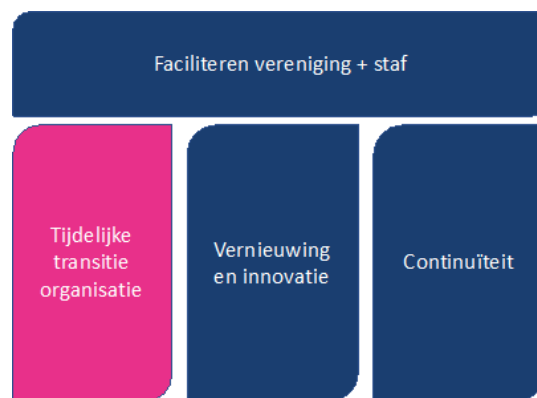 Faciliteren vereniging + staf
Tijdelijke
transitie
organisatie
Vernieuwing
en innovatie
Continuïteit